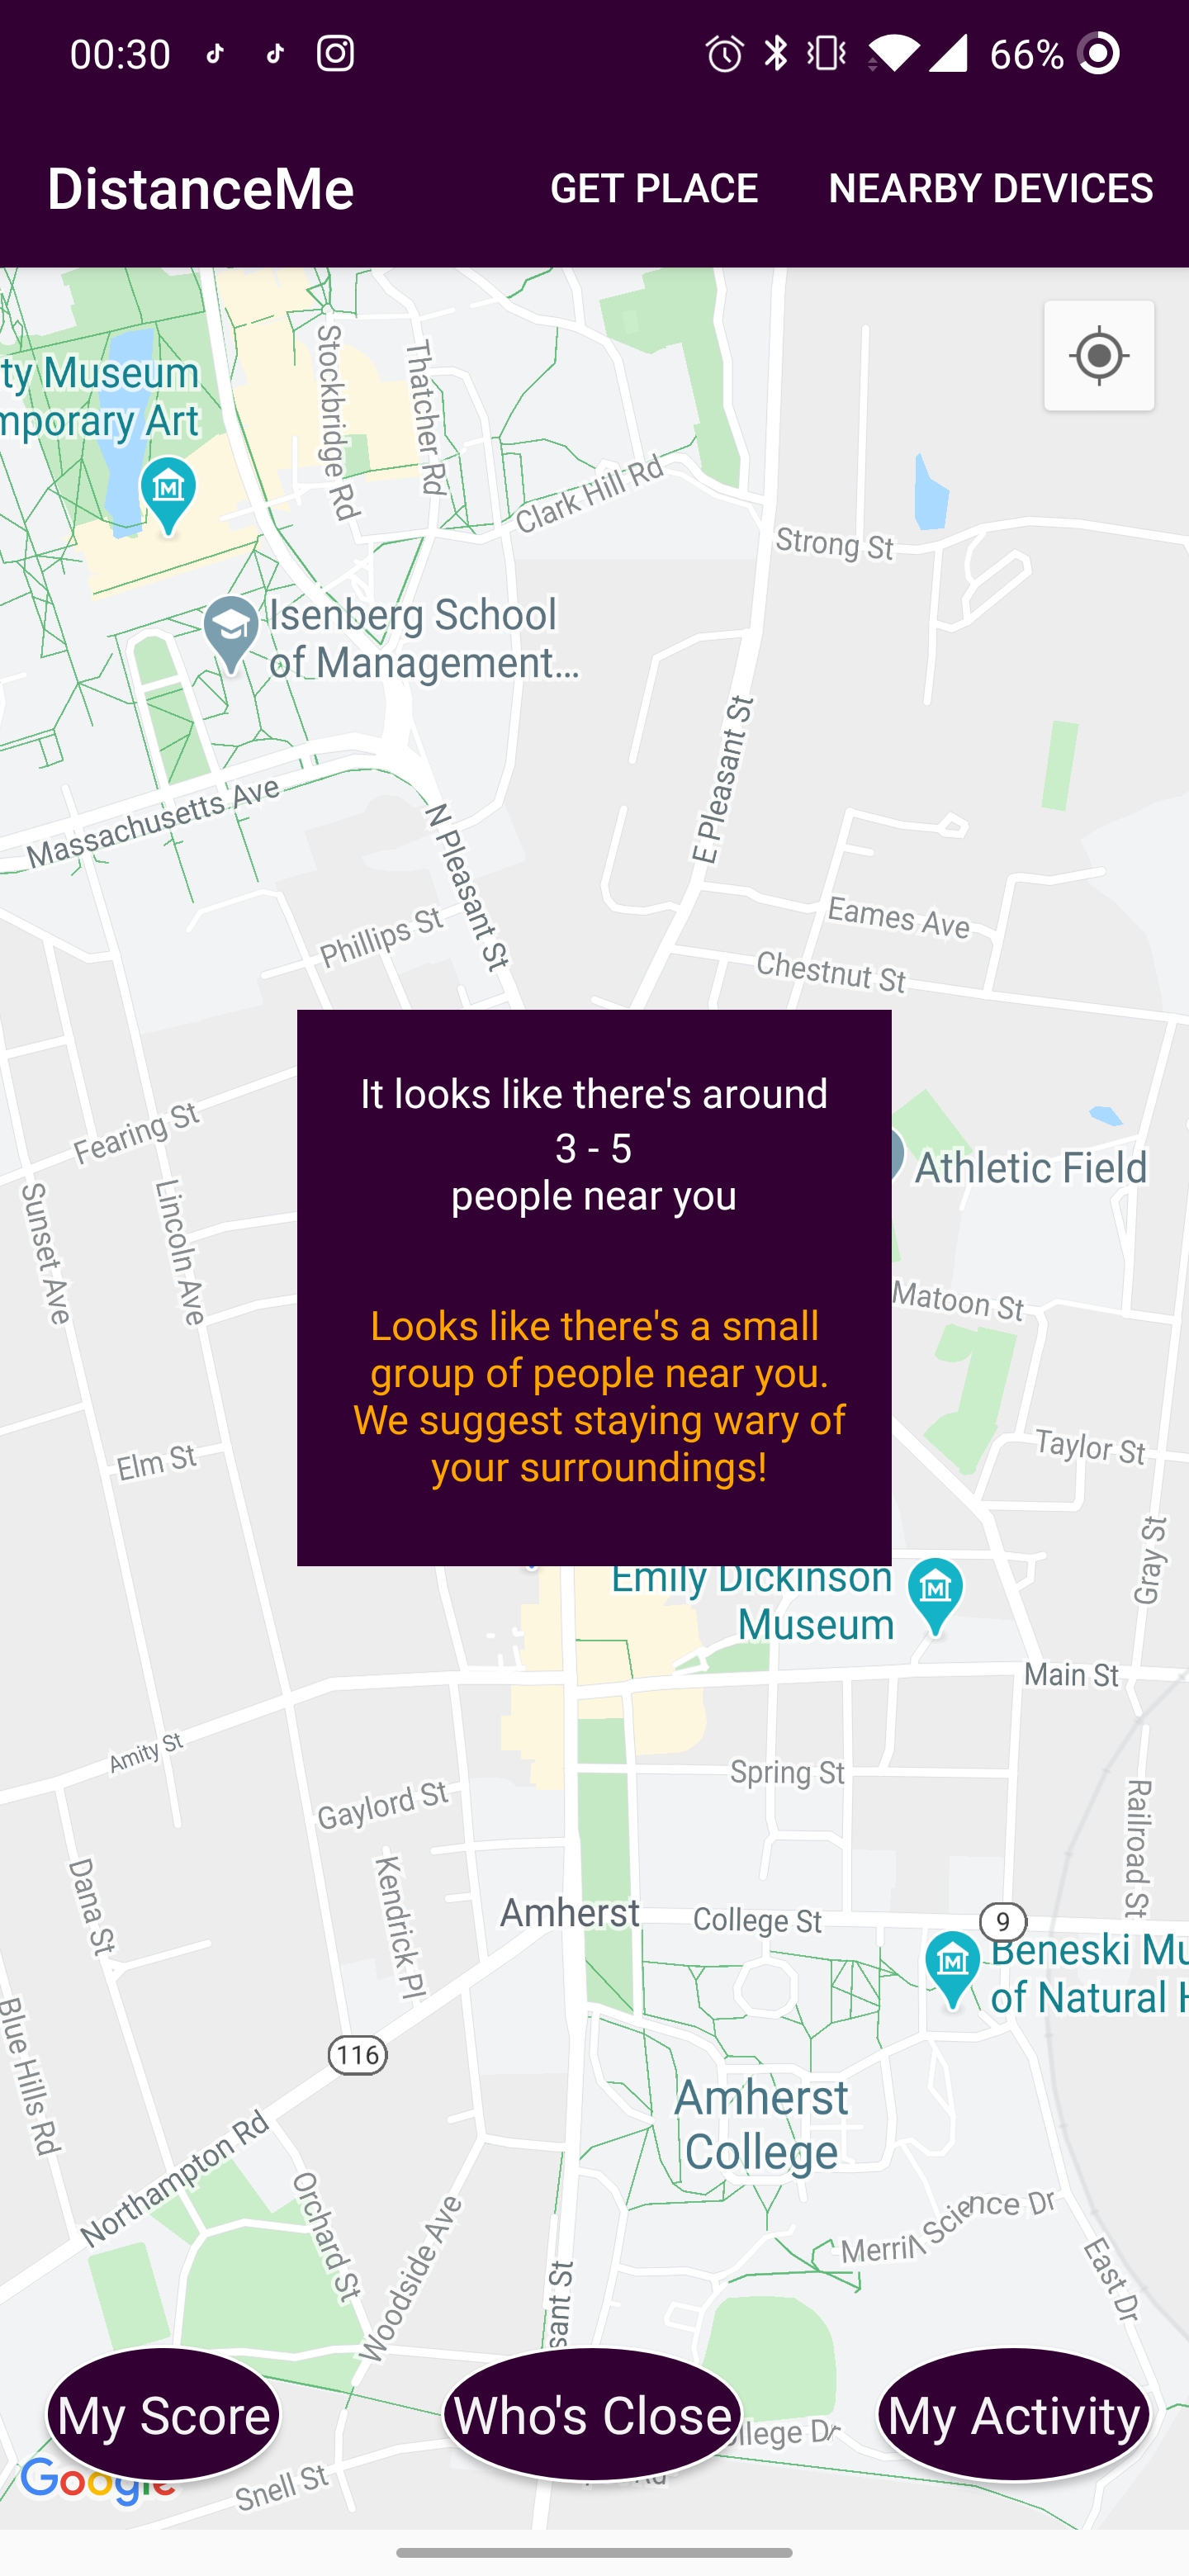 00:30
66%
DistanceMe
GET PLACE
NEARBY DEVICES
Stockbridge Rd
Thatcher Rd
ty Museum
mporary Art
Clark Hill Rd
Strong St
Isenberg School
of Management...
E Pleasant St
Massachusetts Ave
N Pleasant St
Phillips St
Eames Ave
Chestnut St
It looks like there's around
3 - 5
people near you
Fearing St
Athletic Field
Sunset Ave
Lincoln Ave
Matoon St
Looks like there's a small
group of people near you.
We suggest staying wary of
your surroundings!
Elm St
Taylor St
Gray St
Emily Dickinson
Museum
Main St
Amity St
Spring St
Gaylord St
Railroad St
Dana St
Kendrick Pl
Amherst
College St
9
Beneski Mu
of Natural H
Blue Hills Rd
116
Amherst
College
Northampton Rd
Orchard St
Woodside Ave
Merrill Science Dr
East Dr
sant St
My Score
Who's Close
My Activity
llege Dr
Google
Snell St